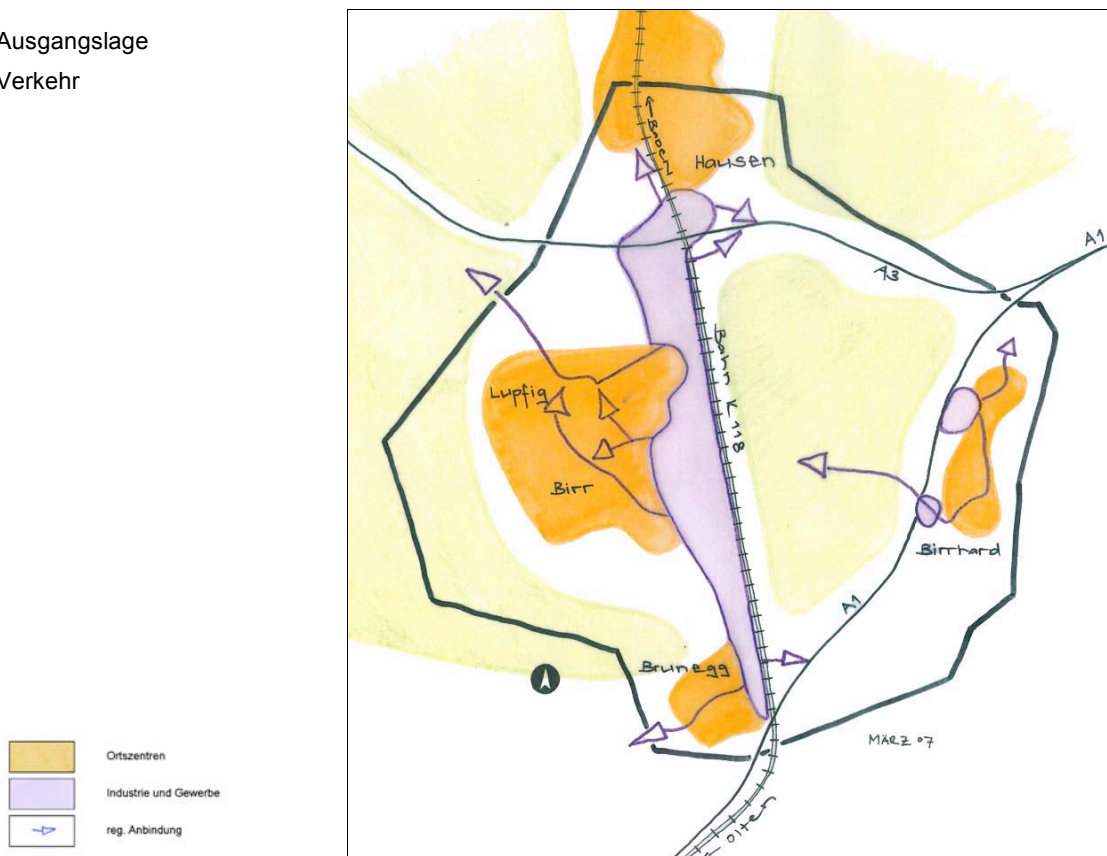 Ausgangslage
Verkehr
← Baden
Hausen
A1
A3
Bahn K118
Lupfig
Birr
Birrhard
A1
Brunegg
MÄRZ 07
← Olten
Ortszentren
Industrie und Gewerbe
reg. Anbindung